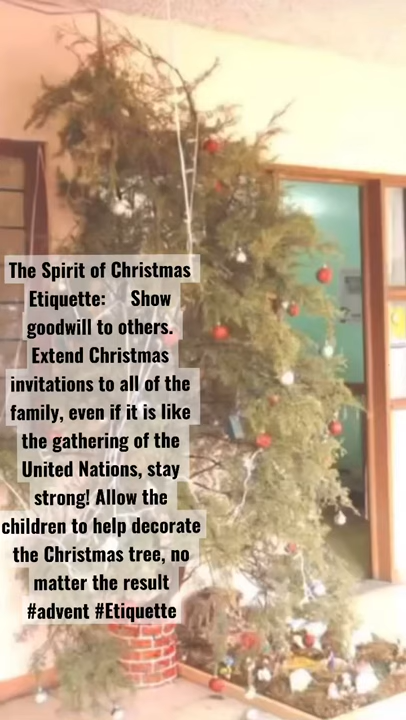 The Spirit of Christmas
Etiquette: Show
goodwill to others.
Extend Christmas
invitations to all of the
family, even if it is like
the gathering of the
United Nations, stay
strong! Allow the
children to help decorate
the Christmas tree, no
matter the result
#advent #Etiquette